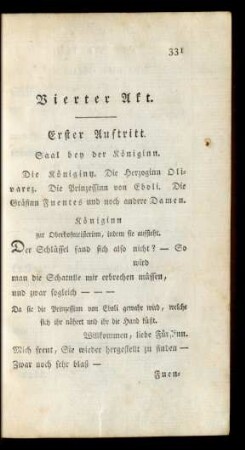 331
Vierter Akt.
Erster Auftritt.
Saal bey der Königinn.
Die Königinn. Die Herzoginn Oli-
varez. Die Prinzessinn von Eboli. Die
Gräfinn Fuentes und noch andere Damen.
Königinn
zur Oberhofmeisterinn, indem sie aufsteht.
Der Schlüssel fand sich also nicht? — So
wird
man die Schatulle mir erbrechen müssen,
und zwar sogleich — — —
Da sie die Prinzessinn von Eboli gewahr wird, welche
sich ihr nähert und ihr die Hand küßt.
Willkommen, liebe Fürstinn.
Mich freut, Sie wieder hergestellt zu finden —
Zwar noch sehr blaß —
Fuen-